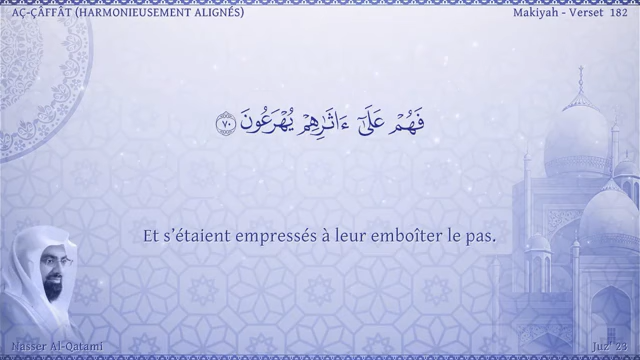 AÇ-ÇÂFFÂT (HARMONIEUSEMENT ALIGNÉS)
Makiyah - Verset 182
فَهُمْ عَلَىٰٓ ءَاثَٰرِهِمْ يُهْرَعُونَ ٧٠
Et s’étaient empressés à leur emboîter le pas.
Nasser Al-Qatami
Juz' 23